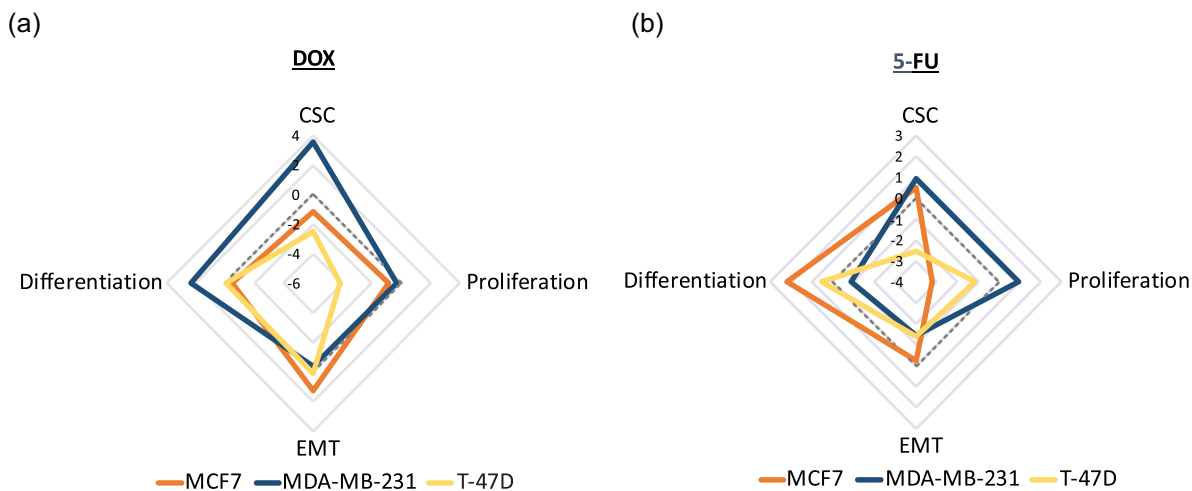 (a)
DOX
CSC
4
2
0
-2
-4
-6
Differentiation
Proliferation
EMT
MCF7 MDA-MB-231 T-47D
(b)
5-FU
CSC
3
2
1
0
-1
-2
-3
-4
Differentiation
Proliferation
EMT
MCF7 MDA-MB-231 T-47D